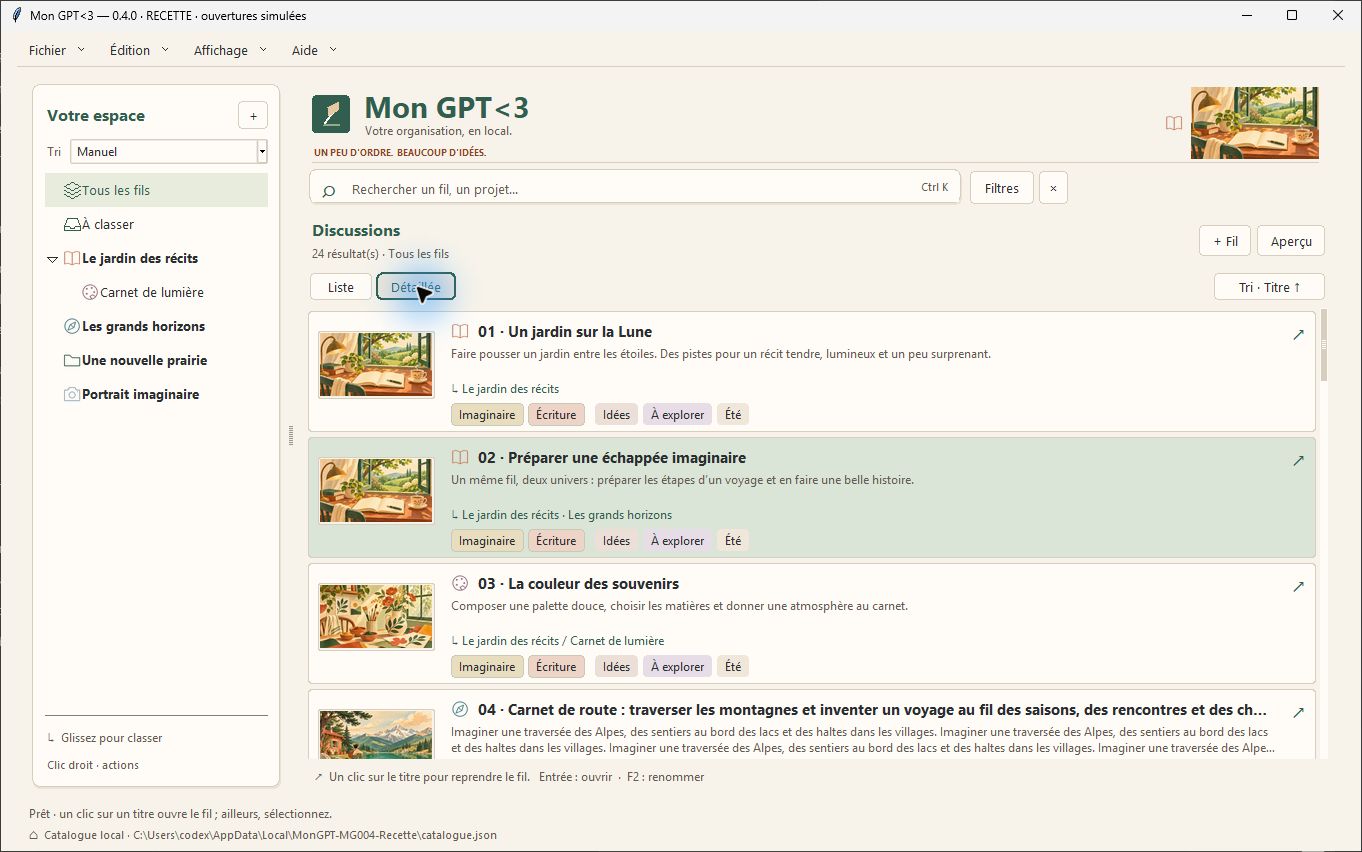 Mon GPT<3 — 0.4.0 · RECETTE · ouvertures simulées
Fichier Édition Affichage Aide
Votre espace +
Tri Manuel
Tous les fils
À classer
Le jardin des récits
Carnet de lumière
Les grands horizons
Une nouvelle prairie
Portrait imaginaire
↳ Glissez pour classer
Clic droit · actions
Mon GPT<3
Votre organisation, en local.
UN PEU D'ORDRE. BEAUCOUP D'IDÉES.
Rechercher un fil, un projet... Ctrl K Filtres ×
Discussions
24 résultat(s) · Tous les fils
+ Fil Aperçu
Liste Détaillée Tri · Titre ↑
01 · Un jardin sur la Lune ↗
Faire pousser un jardin entre les étoiles. Des pistes pour un récit tendre, lumineux et un peu surprenant.
↳ Le jardin des récits
Imaginaire Écriture Idées À explorer Été
02 · Préparer une échappée imaginaire ↗
Un même fil, deux univers : préparer les étapes d'un voyage et en faire une belle histoire.
↳ Le jardin des récits · Les grands horizons
Imaginaire Écriture Idées À explorer Été
03 · La couleur des souvenirs ↗
Composer une palette douce, choisir les matières et donner une atmosphère au carnet.
↳ Le jardin des récits / Carnet de lumière
Imaginaire Écriture Idées À explorer Été
04 · Carnet de route : traverser les montagnes et inventer un voyage au fil des saisons, des rencontres et des ch... ↗
Imaginer une traversée des Alpes, des sentiers au bord des lacs et des haltes dans les villages. Imaginer une traversée des Alpes, des sentiers au bord des lacs
et des haltes dans les villages. Imaginer une traversée des Alpes, des sentiers au bord des lacs et des haltes dans les villages. Imaginer une traversée des Alpe...
↗ Un clic sur le titre pour reprendre le fil. Entrée : ouvrir · F2 : renommer
Prêt · un clic sur un titre ouvre le fil ; ailleurs, sélectionnez.
⌂ Catalogue local · C:\Users\codex\AppData\Local\MonGPT-MG004-Recette\catalogue.json